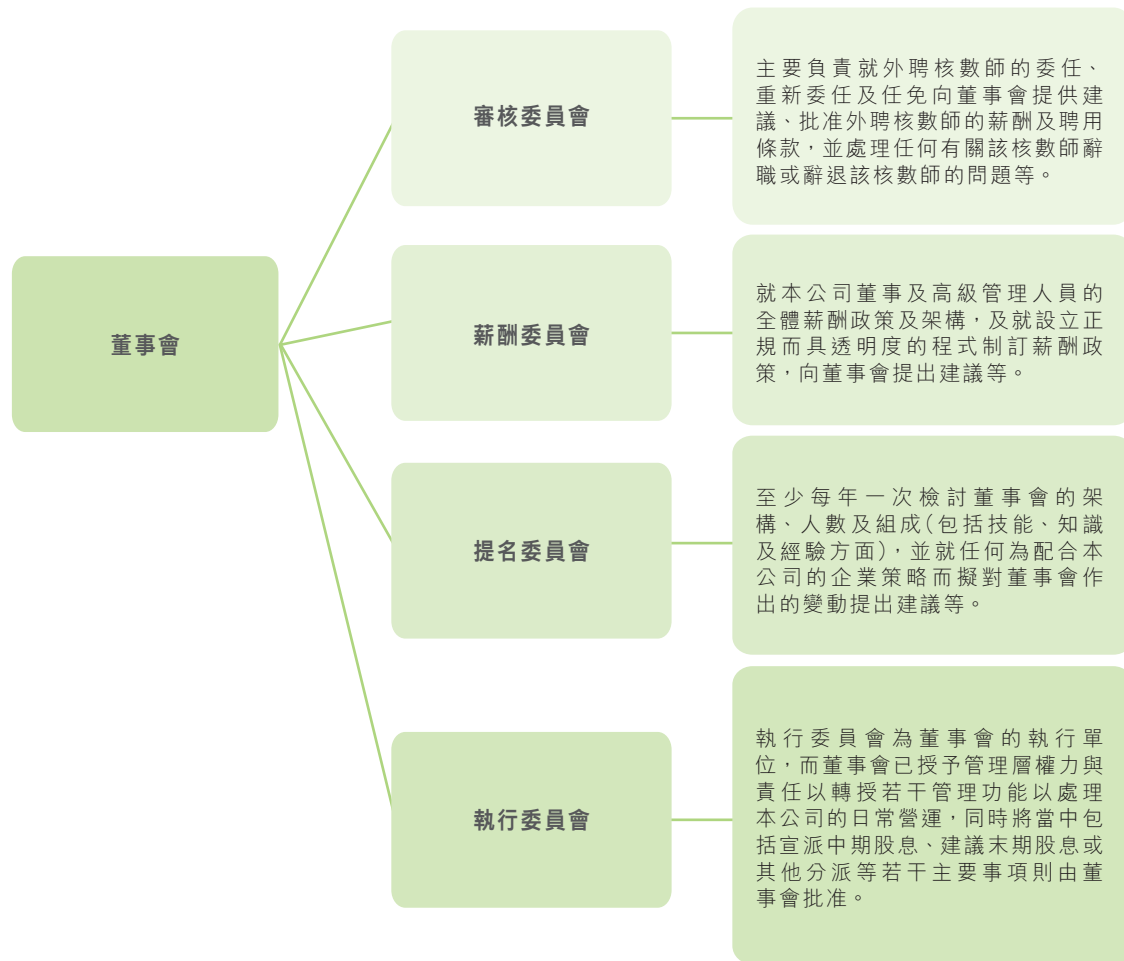 董事會
審核委員會
主要負責就外聘核數師的委任、
重新委任及任免向董事會提供建
議、批准外聘核數師的薪酬及聘用
條款，並處理任何有關該核數師辭
職或辭退該核數師的問題等。
薪酬委員會
就本公司董事及高級管理人員的
全體薪酬政策及架構，及就設立正
規而具透明度的程式制訂薪酬政
策，向董事會提出建議等。
提名委員會
至少每年一次檢討董事會的架
構、人數及組成(包括技能、知識
及經驗方面)，並就任何為配合本
公司的企業策略而擬對董事會作
出的變動提出建議等。
執行委員會
執行委員會為董事會的執行單
位，而董事會已授予管理層權力與
責任以轉授若干管理功能以處理
本公司的日常營運，同時將當中包
括宣派中期股息、建議末期股息或
其他分派等若干主要事項則由董
事會批准。